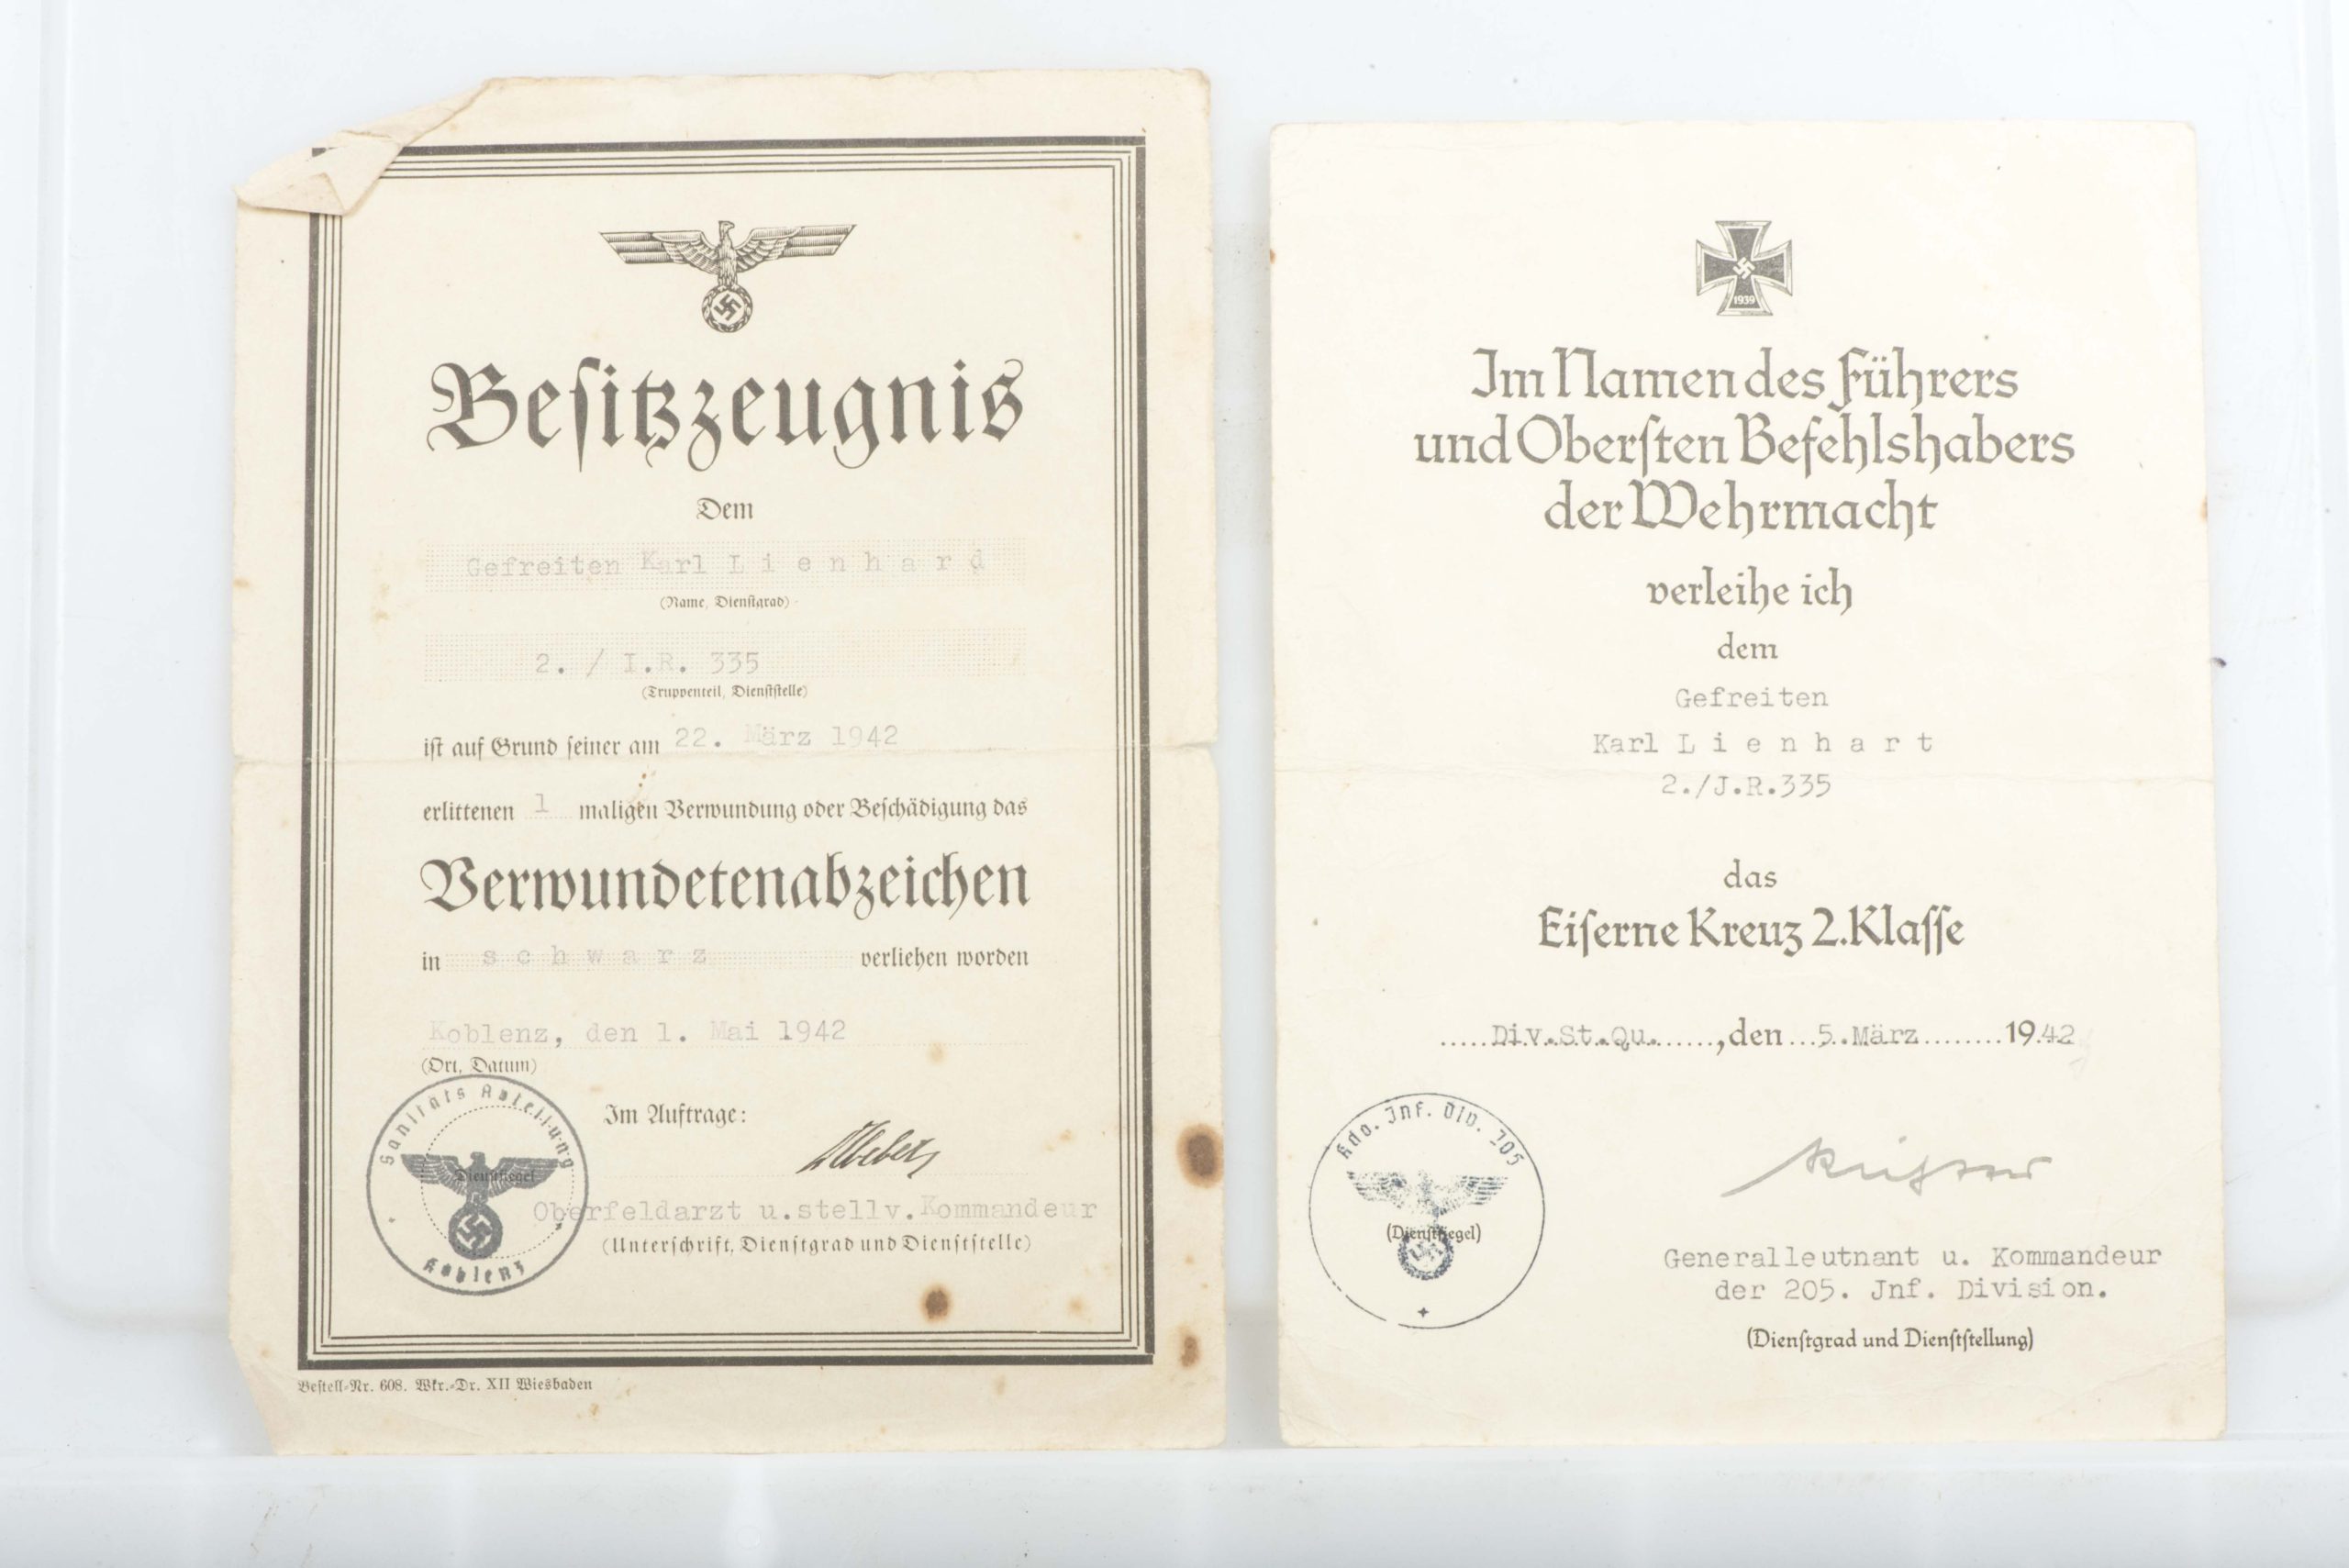 Besitzzeugnis
Dem
Gefreiten Karl L i e n h a r d
(Name, Dienstgrad)
2. / I.R. 335
(Truppenteil, Dienststelle)
ist auf Grund seiner am 22. März 1942
erlittenen 1 maligen Verwundung oder Beschädigung das
Verwundetenabzeichen
in s c h w a r z verliehen worden
Koblenz, den 1. Mai 1942
(Ort, Datum)
Sanitäts Abteilung
Dienstsiegel
Koblenz
Im Auftrage:
Oberfeldarzt u.stellv.Kommandeur
(Unterschrift, Dienstgrad und Dienststelle)
Bestell-Nr. 608. Wkr.-Dr. XII Wiesbaden
1939
Im Namen des Führers
und Obersten Befehlshabers
der Wehrmacht
verleihe ich
dem
Gefreiten
Karl L i e n h a r t
2./J.R.335
das
Eiserne Kreuz 2.Klasse
.....Div.St.Qu......., den...5.März........1942
Kdo. Inf. Div. 205
(Dienstsiegel)
Generalleutnant u. Kommandeur
der 205. Jnf. Division.
(Dienstgrad und Dienststellung)